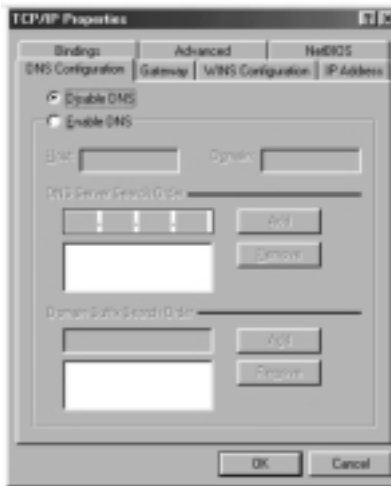 TCP/IP Properties
Bindings Advanced NetBIOS
DNS Configuration Gateway WINS Configuration IP Address
Disable DNS
Enable DNS
Host: Domain:
DNS Server Search Order
Add
Remove
Domain Suffix Search Order
Add
Remove
OK Cancel